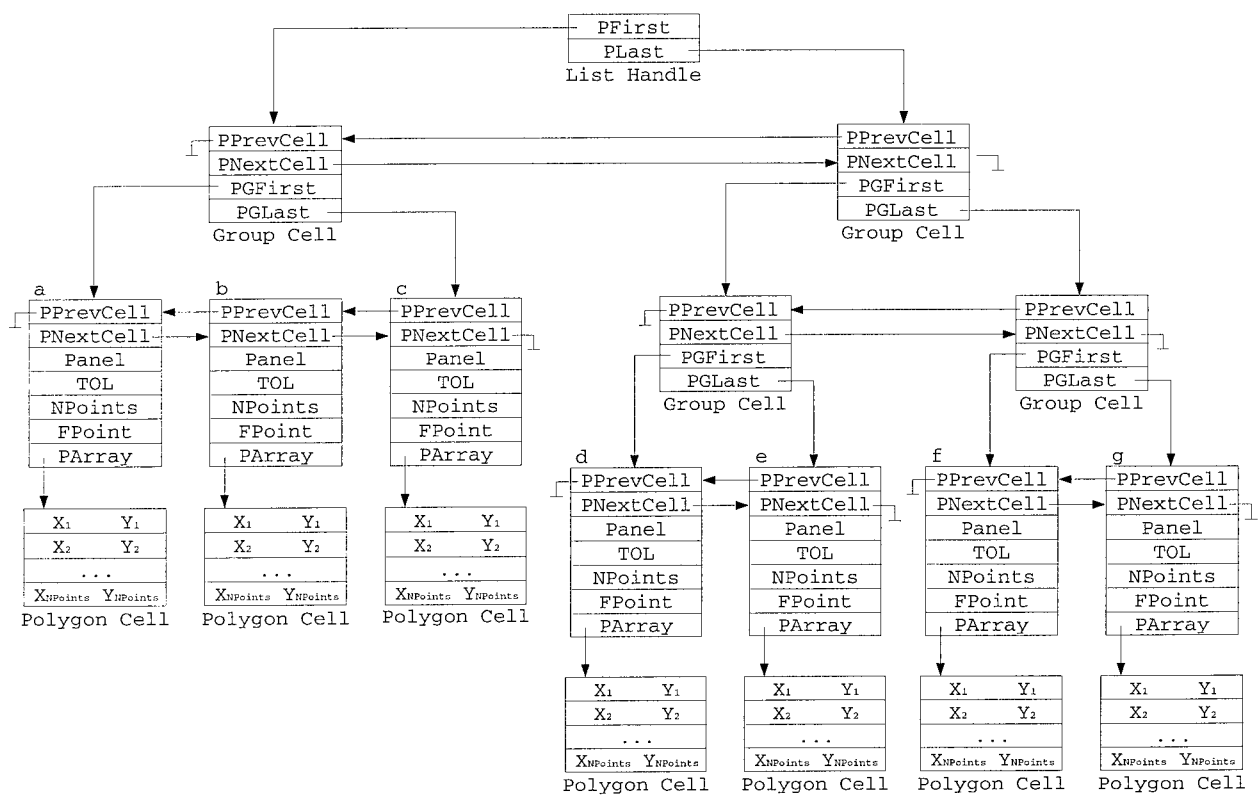 PFirst
PLast
List Handle
PPrevCell PPrevCell
PNextCell PNextCell
PGFirst PGFirst
PGLast PGLast
Group Cell Group Cell
a b c
PPrevCell PPrevCell PPrevCell PPrevCell PPrevCell
PNextCell PNextCell PNextCell PNextCell PNextCell
Panel Panel Panel PGFirst PGFirst
TOL TOL TOL PGLast PGLast
NPoints NPoints NPoints Group Cell Group Cell
FPoint FPoint FPoint
PArray PArray PArray
d e f g
PPrevCell PPrevCell PPrevCell PPrevCell
PNextCell PNextCell PNextCell PNextCell
Panel Panel Panel Panel
TOL TOL TOL TOL
NPoints NPoints NPoints NPoints
FPoint FPoint FPoint FPoint
PArray PArray PArray PArray
X1 Y1 X1 Y1 X1 Y1
X2 Y2 X2 Y2 X2 Y2
... ... ...
XNPoints YNPoints XNPoints YNPoints XNPoints YNPoints
Polygon Cell Polygon Cell Polygon Cell
X1 Y1 X1 Y1 X1 Y1 X1 Y1
X2 Y2 X2 Y2 X2 Y2 X2 Y2
... ... ... ...
XNPoints YNPoints XNPoints YNPoints XNPoints YNPoints XNPoints YNPoints
Polygon Cell Polygon Cell Polygon Cell Polygon Cell